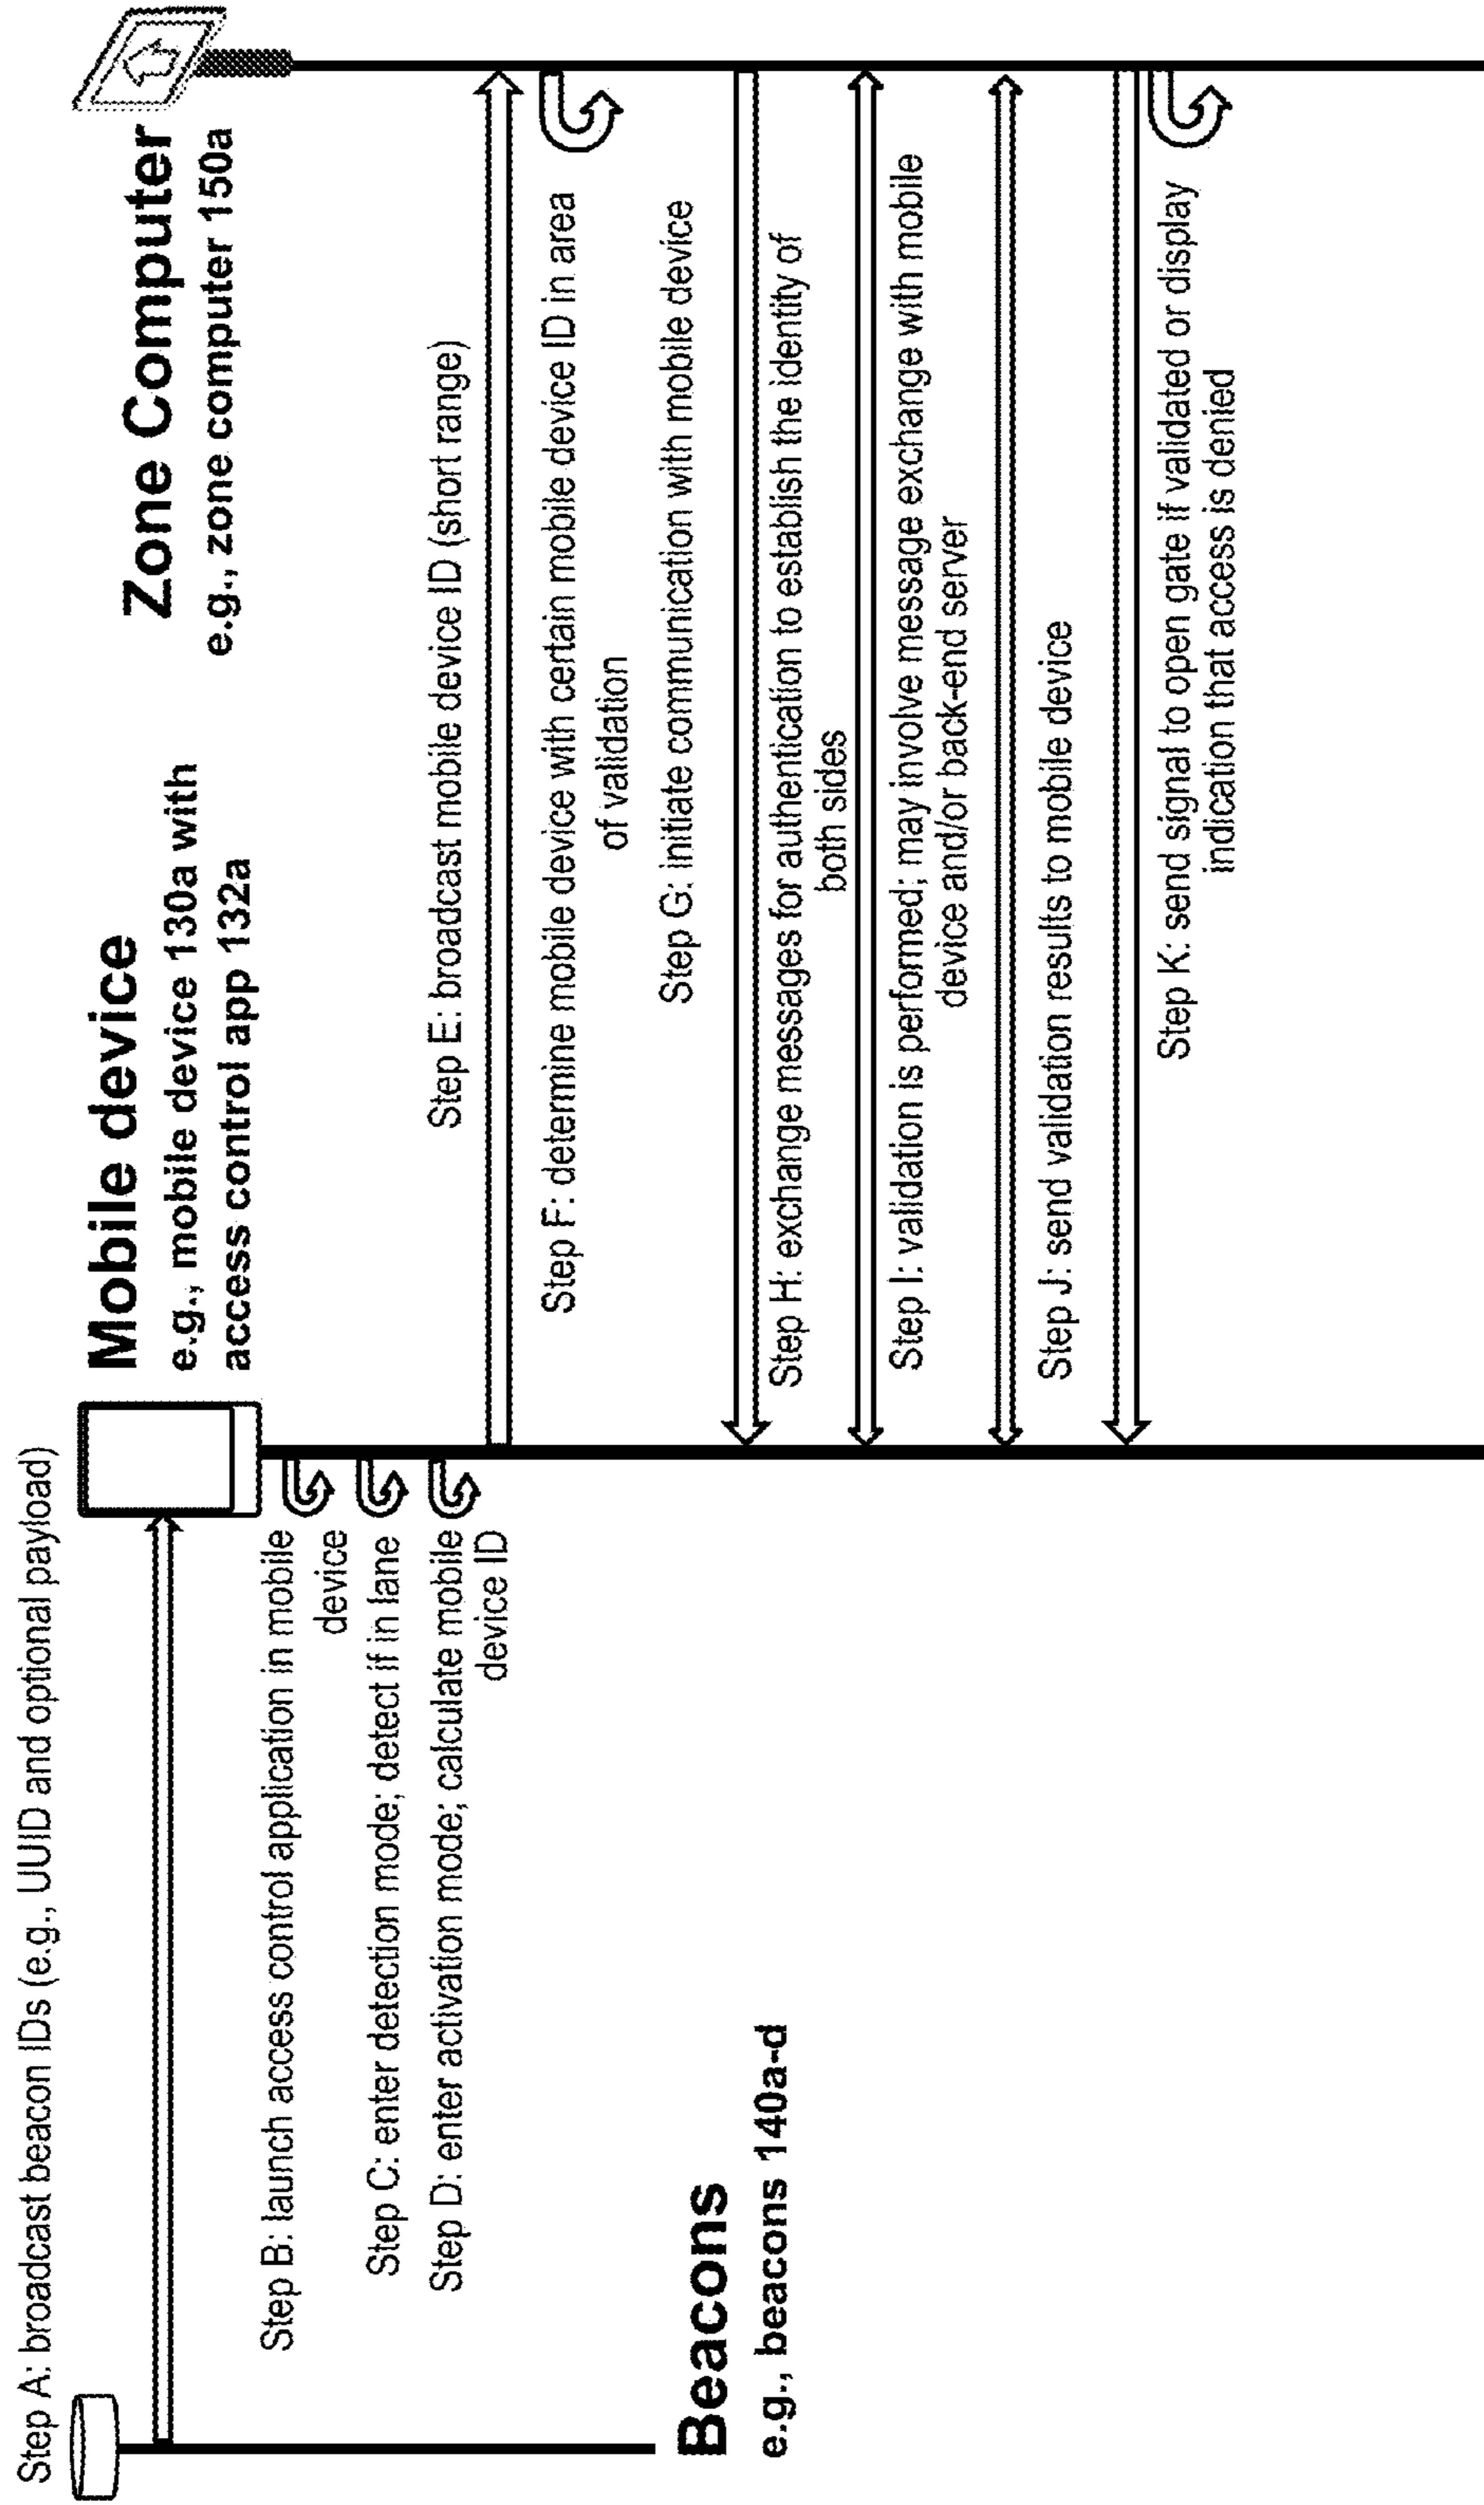 Step A: broadcast beacon IDs (e.g., UUID and optional payload)
Mobile device
e.g., mobile device 130a with
access control app 132a
Zone Computer
e.g., zone computer 150a
Step B: launch access control application in mobile
device
Step C: enter detection mode; detect if in lane
Step D: enter activation mode; calculate mobile
device ID
Beacons
e.g., beacons 140a-d
Step E: broadcast mobile device ID (short range)
Step F: determine mobile device with certain mobile device ID in area
of validation
Step G: initiate communication with mobile device
Step H: exchange messages for authentication to establish the identity of
both sides
Step I: validation is performed; may involve message exchange with mobile
device and/or back-end server
Step J: send validation results to mobile device
Step K: send signal to open gate if validated or display
indication that access is denied